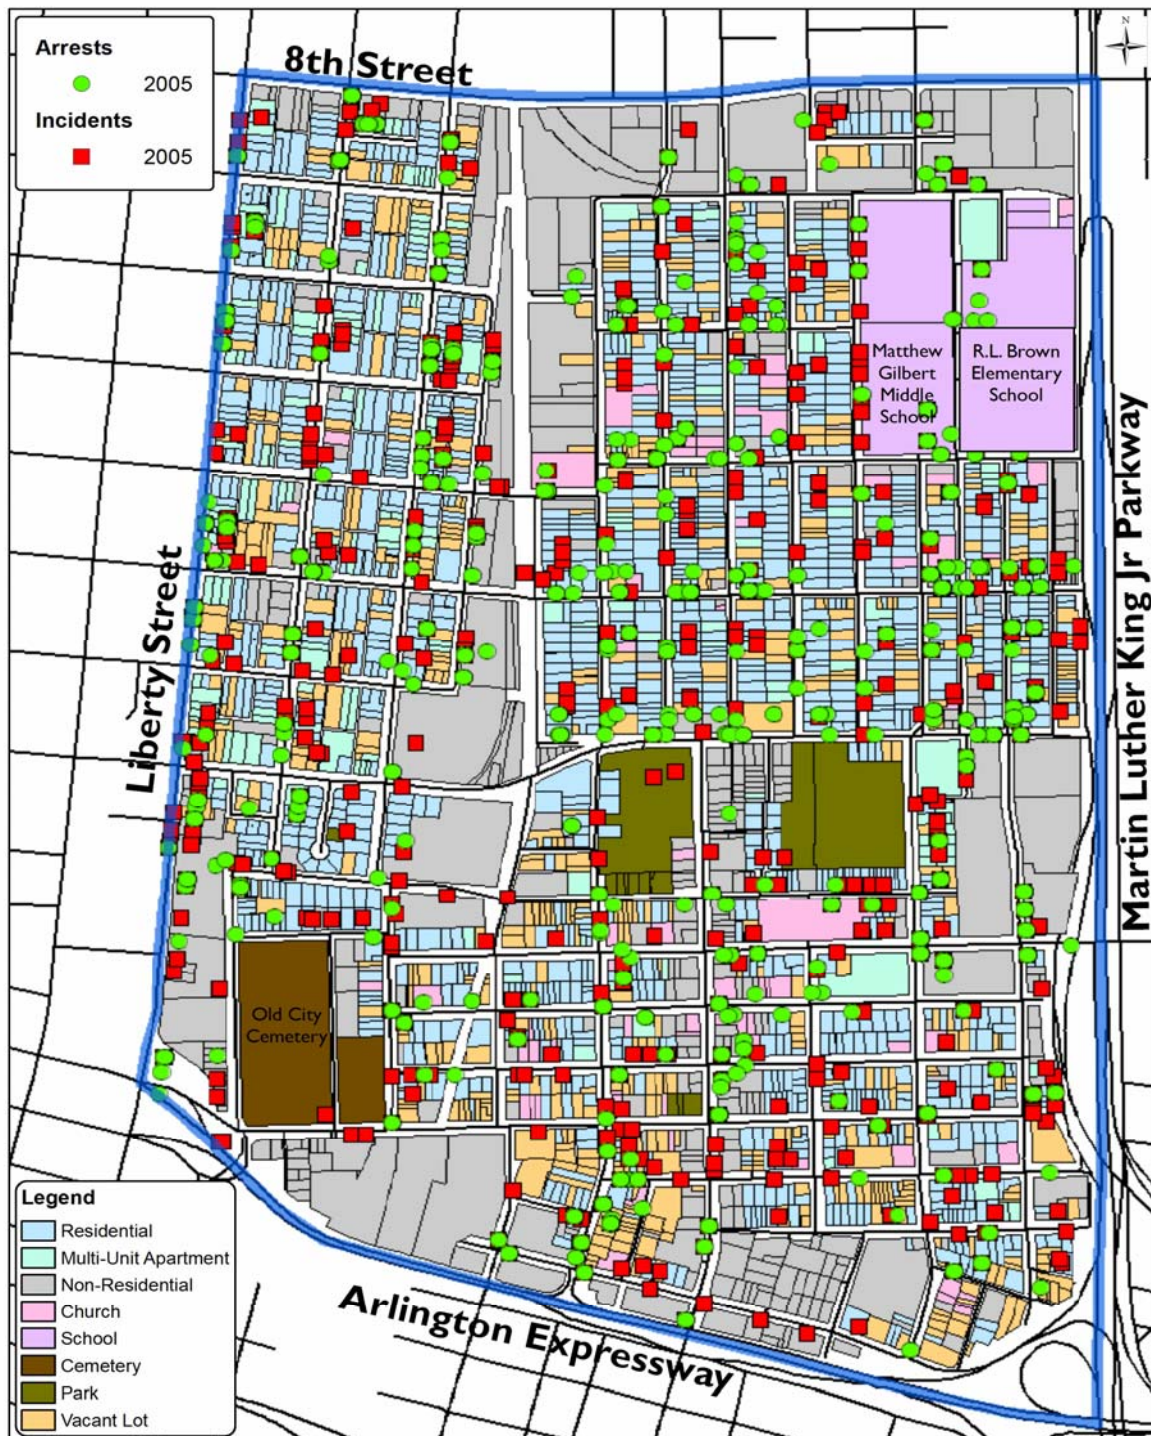 Arrests
2005
Incidents
2005
8th Street
N
Matthew
Gilbert
Middle
School
R.L. Brown
Elementary
School
Liberty Street
Martin Luther King Jr Parkway
Old City
Cemetery
Arlington Expressway
Legend
Residential
Multi-Unit Apartment
Non-Residential
Church
School
Cemetery
Park
Vacant Lot